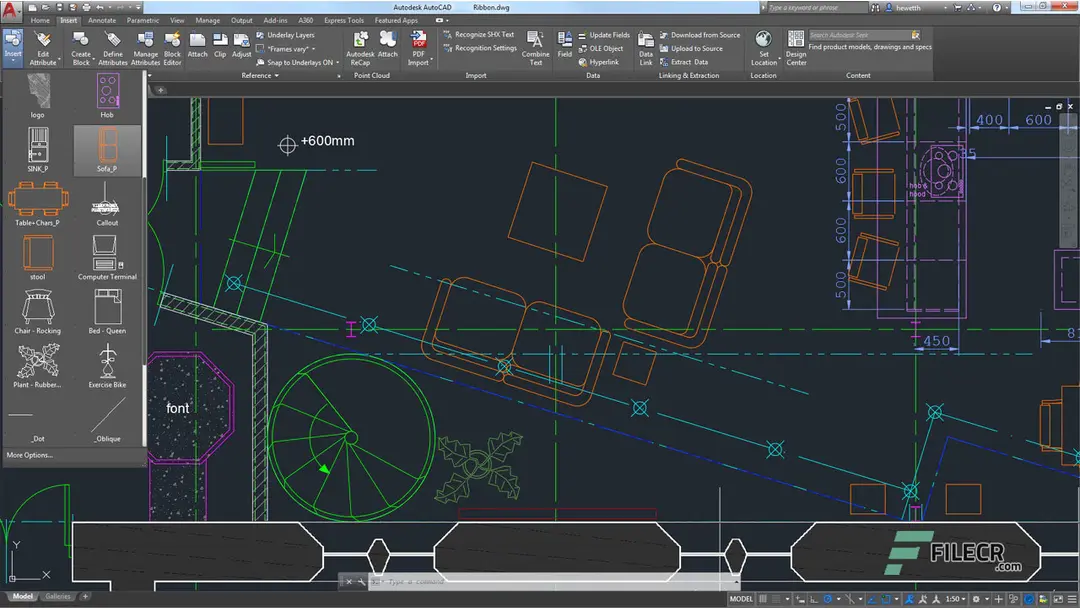 Autodesk AutoCAD Ribbon.dwg
Type a keyword or phrase
hewetth
Home Insert Annotate Parametric View Manage Output Add-ins A360 Express Tools Featured Apps
Insert
Edit Attribute
Create Block
Define Attributes
Manage Attributes
Block Editor
Attach
Clip
Adjust
Underlay Layers
*Frames vary*
Snap to Underlays ON
Reference
Autodesk ReCap
Attach
Point Cloud
PDF
PDF Import
Recognize SHX Text
Recognition Settings
Combine Text
Import
Field
Update Fields
OLE Object
Hyperlink
Data
Data Link
Download from Source
Upload to Source
Extract Data
Linking & Extraction
Set Location
Location
Design Center
Search Autodesk Seek
Find product models, drawings and specs
Content
logo
Hob
SINK_P
Sofa_P
Table+Chars_P
Callout
stool
Computer Terminal
Chair - Rocking
Bed - Queen
Plant - Rubber...
Exercise Bike
_Dot
_Oblique
More Options...
+600mm
font
500
600
600
500
400
600
35
hob & hood
450
8
Y
X
Type a command
FILECR
.com
Model Galleries +
MODEL
1:50